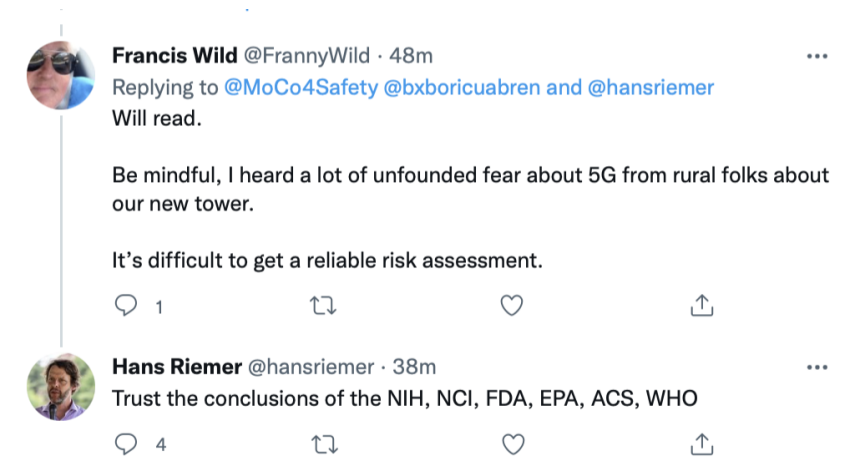 Francis Wild @FrannyWild · 48m
Replying to @MoCo4Safety @bxboricuabren and @hansriemer
Will read.
Be mindful, I heard a lot of unfounded fear about 5G from rural folks about
our new tower.
It's difficult to get a reliable risk assessment.
1
Hans Riemer @hansriemer · 38m
Trust the conclusions of the NIH, NCI, FDA, EPA, ACS, WHO
4